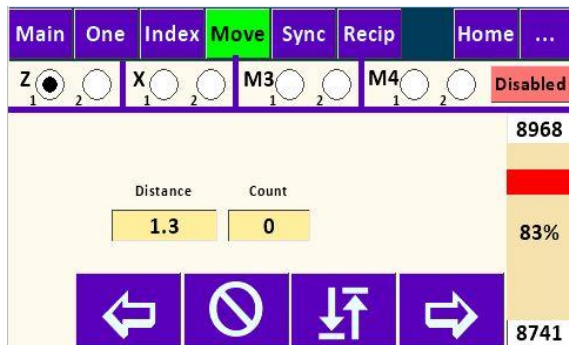 Main One Index Move Sync Recip Home ...
Z 1 2 X 1 2 M3 1 2 M4 1 2 Disabled
8968
Distance Count
1.3 0
83%
8741